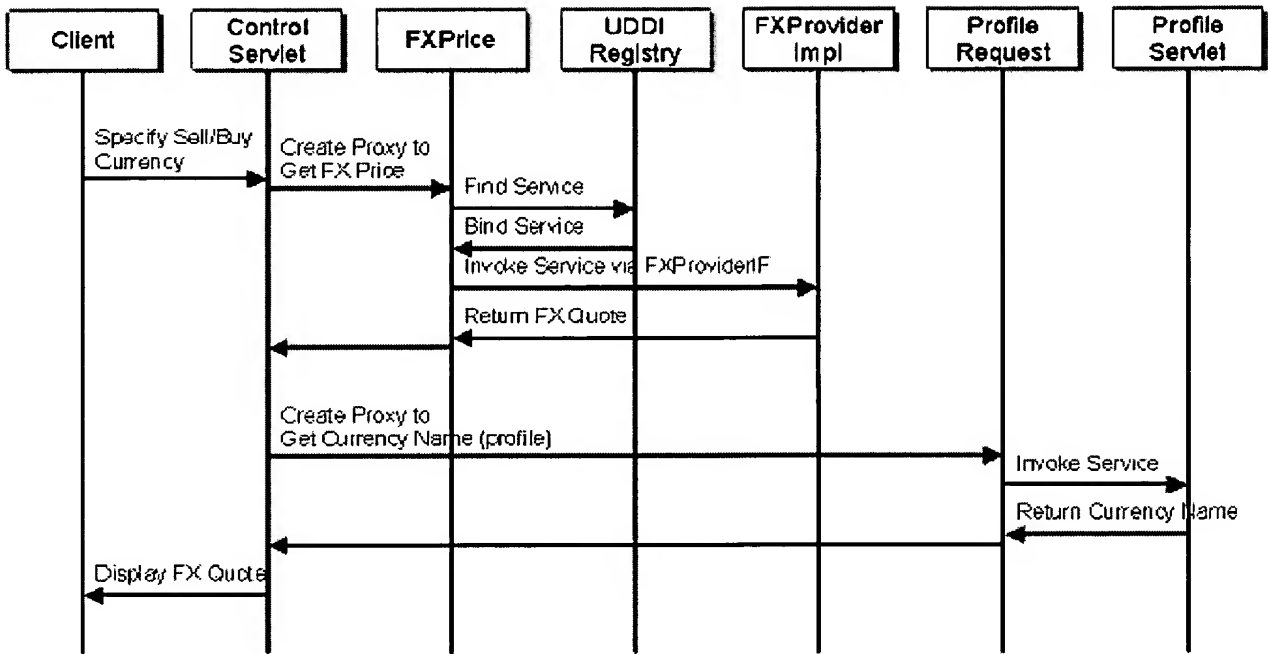 Client
Control
Servlet
FXPrice
UDDI
Registry
FXProvider
Impl
Profile
Request
Profile
Servlet
Specify Sell/Buy
Currency
Create Proxy to
Get FX Price
Find Service
Bind Service
Invoke Service via FXProviderIF
Return FX Quote
Create Proxy to
Get Currency Name (profile)
Invoke Service
Return Currency Name
Display FX Quote